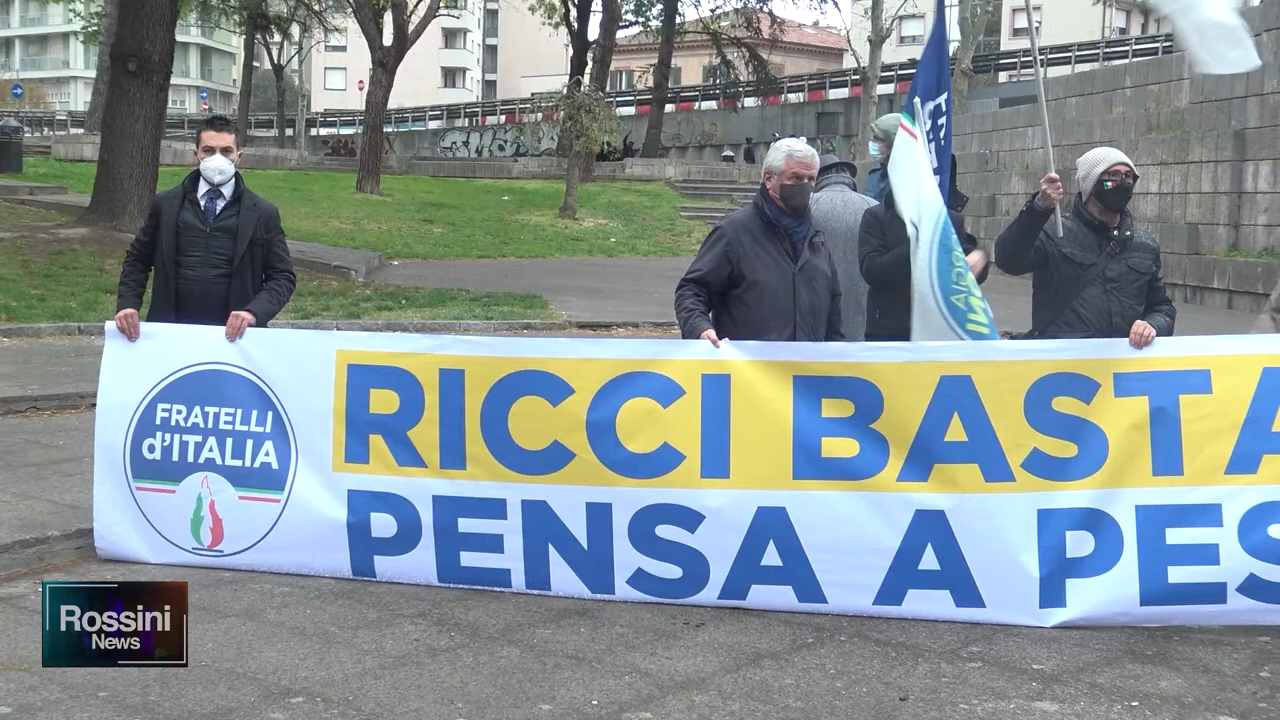 FRATELLI
d'ITALIA
RICCI BASTA
PENSA A PES
Rossini
News